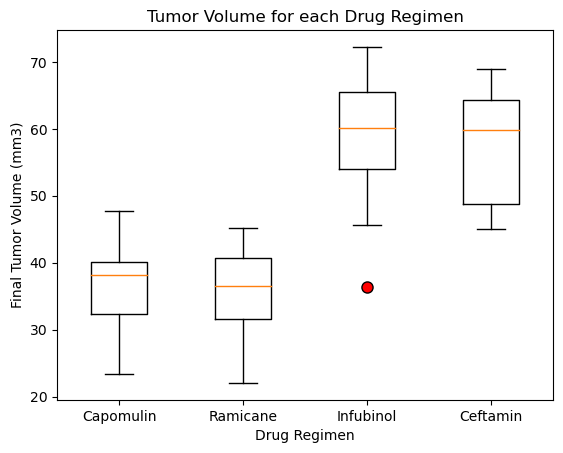 Tumor Volume for each Drug Regimen
Final Tumor Volume (mm3)
70
60
50
40
30
20
Capomulin Ramicane Infubinol Ceftamin
Drug Regimen